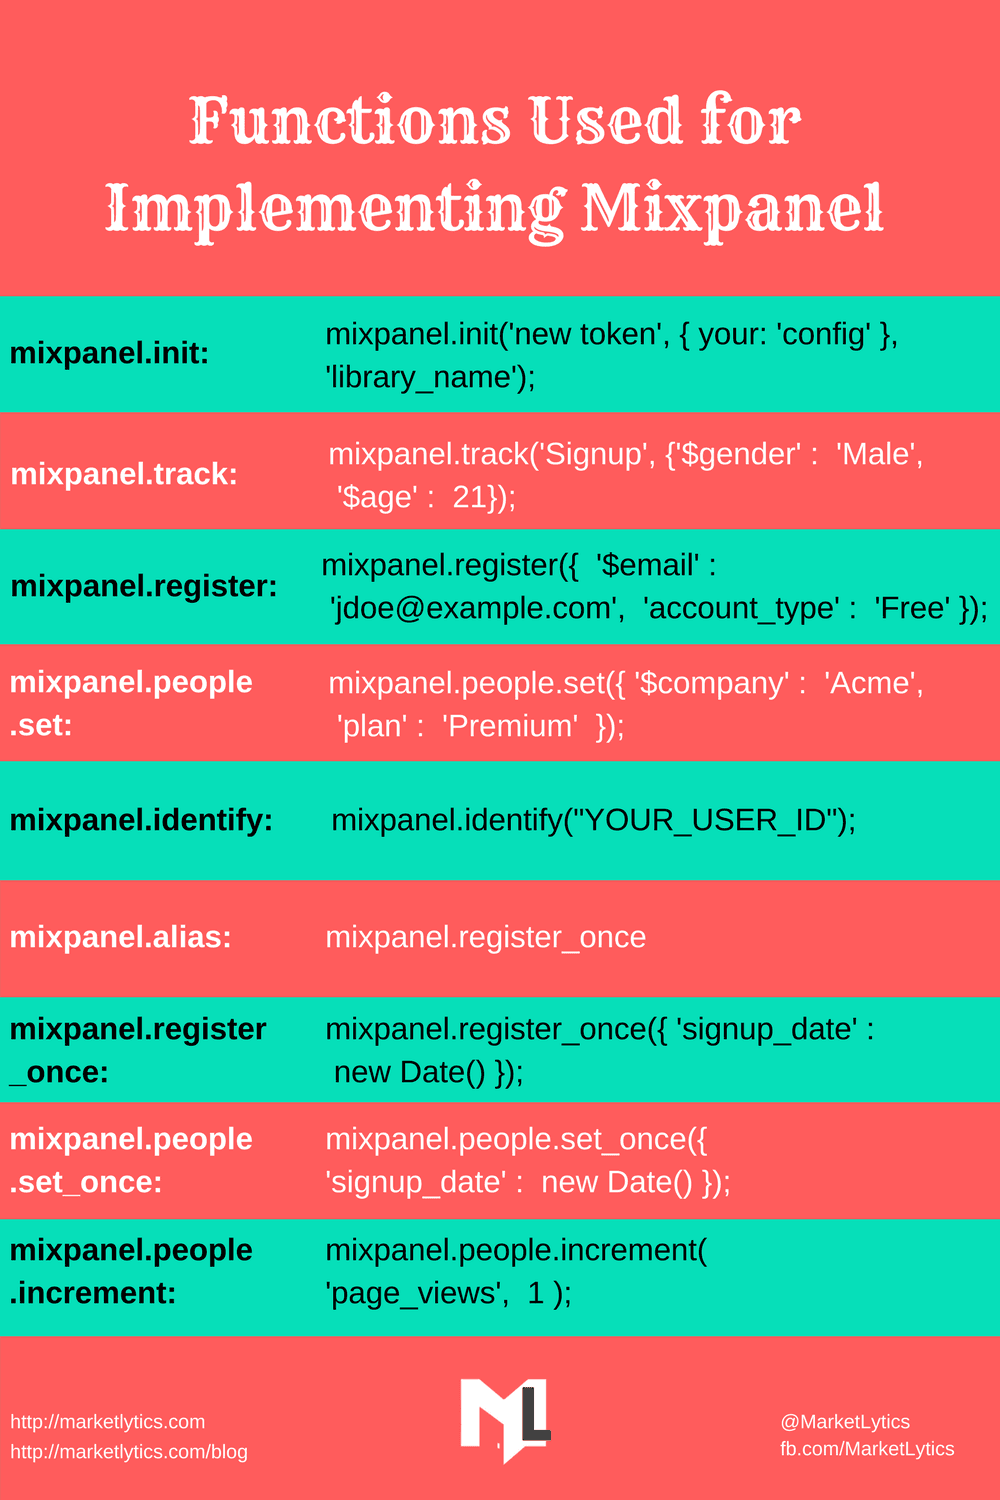 Functions Used for
Implementing Mixpanel
mixpanel.init:
mixpanel.init('new token', { your: 'config' },
'library_name');
mixpanel.track:
mixpanel.track('Signup', {'$gender' :  'Male',
'$age' :  21});
mixpanel.register:
mixpanel.register({  '$email' :
'jdoe@example.com',  'account_type' :  'Free' });
mixpanel.people
.set:
mixpanel.people.set({ '$company' :  'Acme',
'plan' :  'Premium'  });
mixpanel.identify:
mixpanel.identify("YOUR_USER_ID");
mixpanel.alias:
mixpanel.register_once
mixpanel.register
_once:
mixpanel.register_once({ 'signup_date' :
new Date() });
mixpanel.people
.set_once:
mixpanel.people.set_once({
'signup_date' :  new Date() });
mixpanel.people
.increment:
mixpanel.people.increment(
'page_views',  1 );
http://marketlytics.com
http://marketlytics.com/blog
ML
@MarketLytics
fb.com/MarketLytics